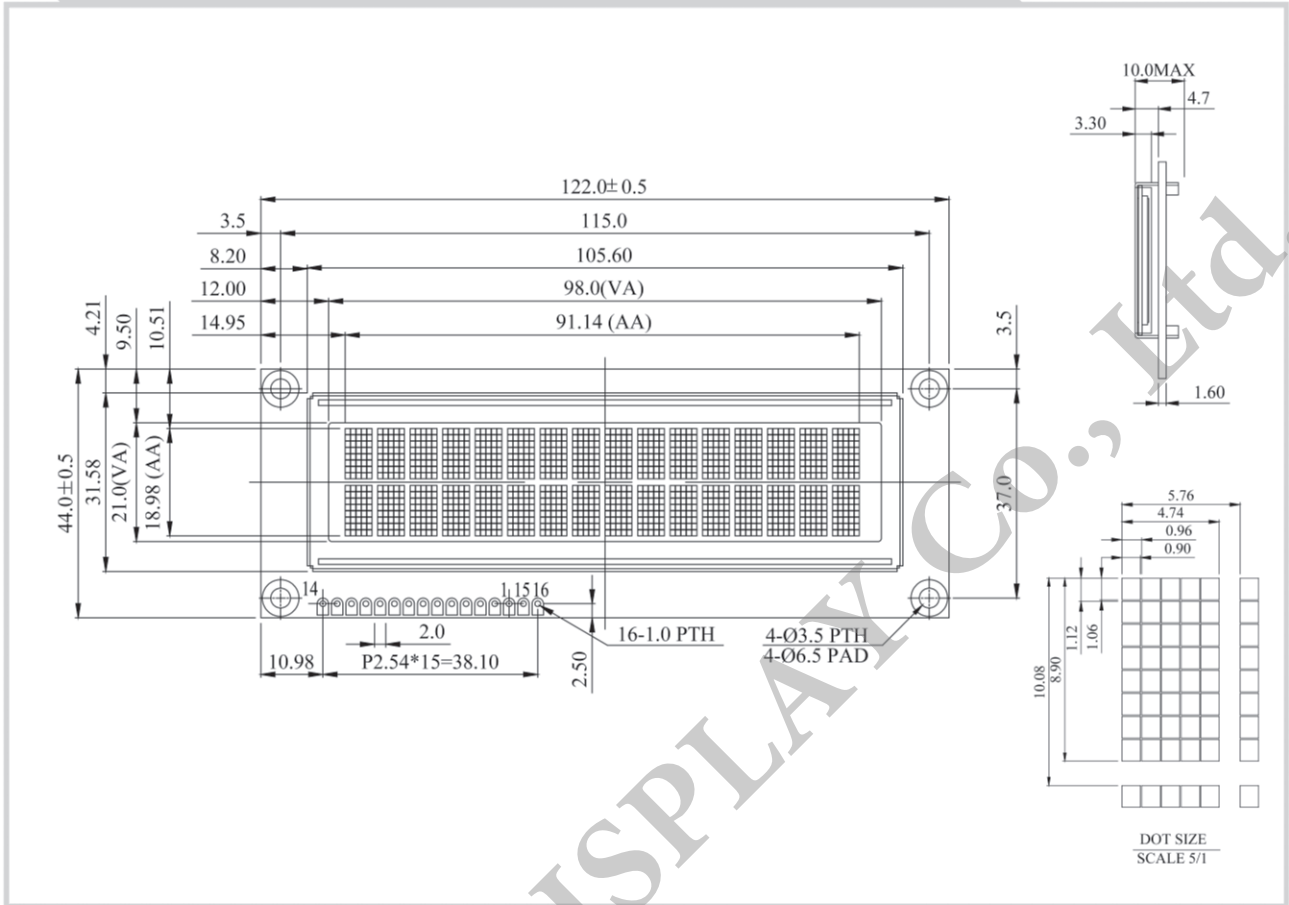 10.0MAX
4.7
3.30
122.0± 0.5
3.5
115.0
8.20
105.60
12.00
98.0(VA)
14.95
91.14 (AA)
4.21
9.50
10.51
3.5
1.60
44.0±0.5
31.58
21.0(VA)
18.98 (AA)
37.0
14
1
15
16
2.0
16-1.0 PTH
4-Ø3.5 PTH
4-Ø6.5 PAD
10.98
P2.54*15=38.10
2.50
5.76
4.74
0.96
0.90
1.12
1.06
10.08
8.90
DOT SIZE
SCALE 5/1
ISPLAY Co., Ltd.